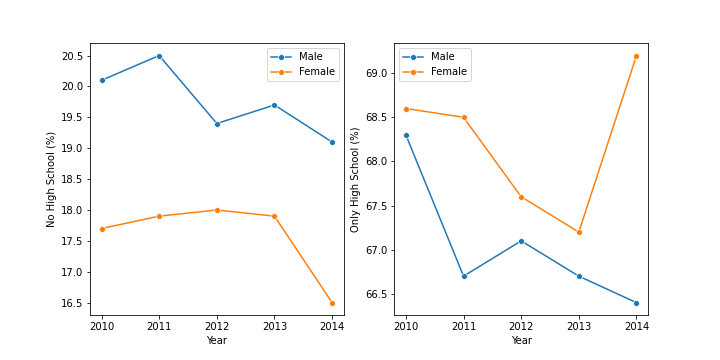 No High School (%)
20.5
20.0
19.5
19.0
18.5
18.0
17.5
17.0
16.5
2010 2011 2012 2013 2014
Year
Male
Female
Only High School (%)
69.0
68.5
68.0
67.5
67.0
66.5
2010 2011 2012 2013 2014
Year
Male
Female